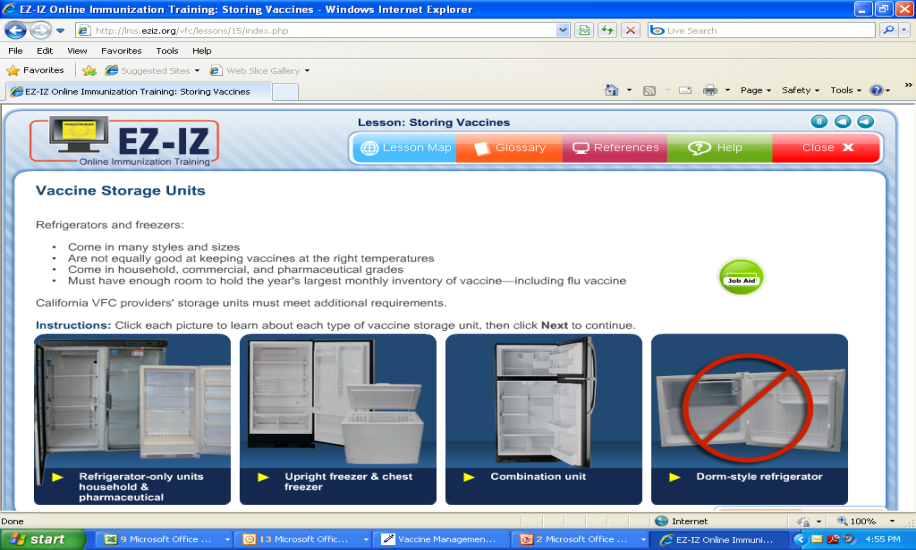 EZ-IZ Online Immunization Training: Storing Vaccines - Windows Internet Explorer
http://lms.eziz.org/vfc/lessons/15/index.php
Live Search
File Edit View Favorites Tools Help
Favorites Suggested Sites Web Slice Gallery
EZ-IZ Online Immunization Training: Storing Vaccines
Page Safety Tools
EZ-IZ
Online Immunization Training
Lesson: Storing Vaccines
Lesson Map Glossary References Help Close X
Vaccine Storage Units
Refrigerators and freezers:
• Come in many styles and sizes
• Are not equally good at keeping vaccines at the right temperatures
• Come in household, commercial, and pharmaceutical grades
• Must have enough room to hold the year's largest monthly inventory of vaccine—including flu vaccine
Job Aid
California VFC providers' storage units must meet additional requirements.
Instructions: Click each picture to learn about each type of vaccine storage unit, then click Next to continue.
Refrigerator-only units
household &
pharmaceutical
Upright freezer & chest
freezer
Combination unit
Dorm-style refrigerator
Done
Internet
100%
start
9 Microsoft Office ...
13 Microsoft Office ...
Vaccine Managemen...
2 Microsoft Office ...
EZ-IZ Online Immuni...
4:55 PM